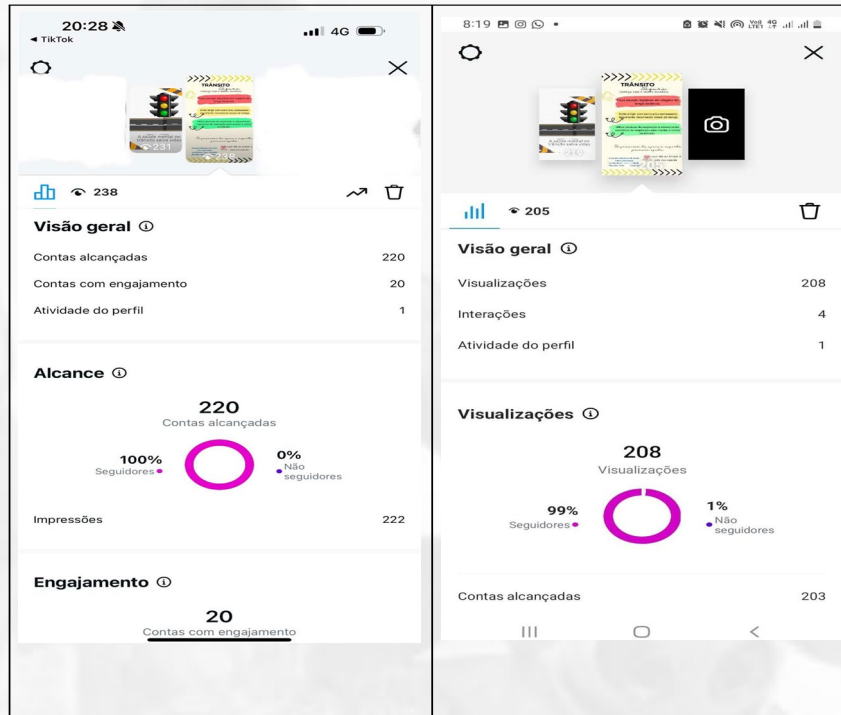 20:28
4G
◄ TikTok
TRÂNSITO
231
238
238
Visão geral
Contas alcançadas 220
Contas com engajamento 20
Atividade do perfil 1
Alcance
220
Contas alcançadas
100%
Seguidores
0%
Não
seguidores
Impressões 222
Engajamento
20
Contas com engajamento
8:19
TRÂNSITO
205
205
Visão geral
Visualizações 208
Interações 4
Atividade do perfil 1
Visualizações
208
Visualizações
99%
Seguidores
1%
Não
seguidores
Contas alcançadas 203